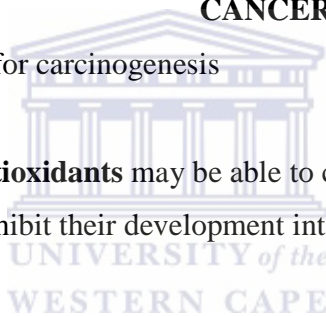 CANCER
for carcinogenesis
tioxidants may be able to
hibit their development int
UNIVERSITY of the
WESTERN CAPE